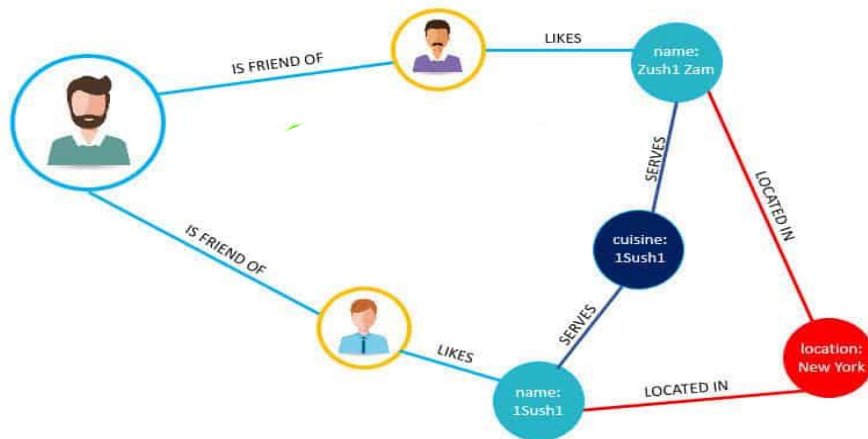 IS FRIEND OF
LIKES
name:
Zush1 Zam
SERVES
LOCATED IN
cuisine:
1Sush1
IS FRIEND OF
SERVES
LIKES
location:
New York
name:
1Sush1
LOCATED IN